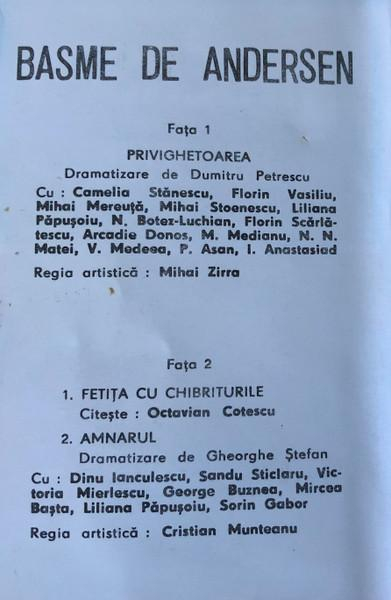 BASME DE ANDERSEN
Fața 1
PRIVIGHETOAREA
Dramatizare de Dumitru Petrescu
Cu : Camelia Stănescu, Florin Vasiliu,
Mihai Mereuță, Mihai Stoenescu, Liliana
Păpușoiu, N. Botez-Luchian, Florin Scărlă-
tescu, Arcadie Donos, M. Medianu, N. N.
Matei, V. Medeea, P. Asan, I. Anastasiad
Regia artistică : Mihai Zirra
Fața 2
1. FETIȚA CU CHIBRITURILE
Citește : Octavian Cotescu
2. AMNARUL
Dramatizare de Gheorghe Ștefan
Cu : Dinu Ianculescu, Sandu Sticlaru, Vic-
toria Mierlescu, George Buznea, Mircea
Bașta, Liliana Păpușoiu, Sorin Gabor
Regia artistică : Cristian Munteanu